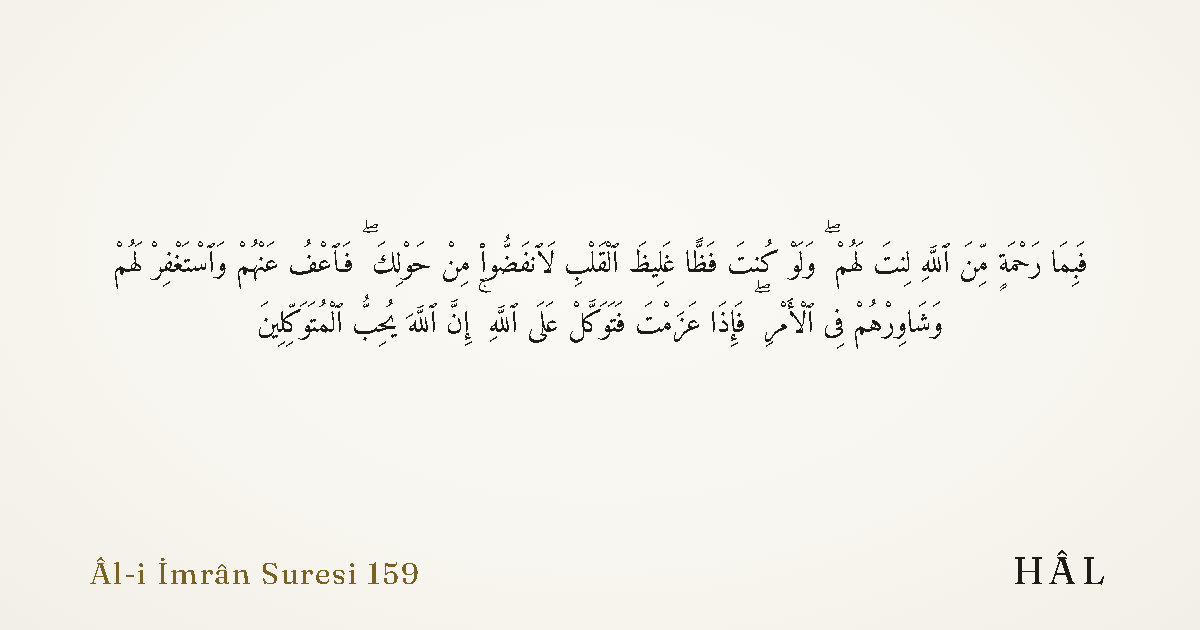 فَبِمَا رَحْمَةٍ مِّنَ ٱللَّهِ لِنتَ لَهُمْ ۖ وَلَوْ كُنتَ فَظًّا غَلِيظَ ٱلْقَلْبِ لَٱنفَضُّوا۟ مِنْ حَوْلِكَ ۖ فَٱعْفُ عَنْهُمْ وَٱسْتَغْفِرْ لَهُمْ
وَشَاوِرْهُمْ فِى ٱلْأَمْرِ ۖ فَإِذَا عَزَمْتَ فَتَوَكَّلْ عَلَى ٱللَّهِ ۚ إِنَّ ٱللَّهَ يُحِبُّ ٱلْمُتَوَكِّلِينَ
Âl-i İmrân Suresi 159
HÂL